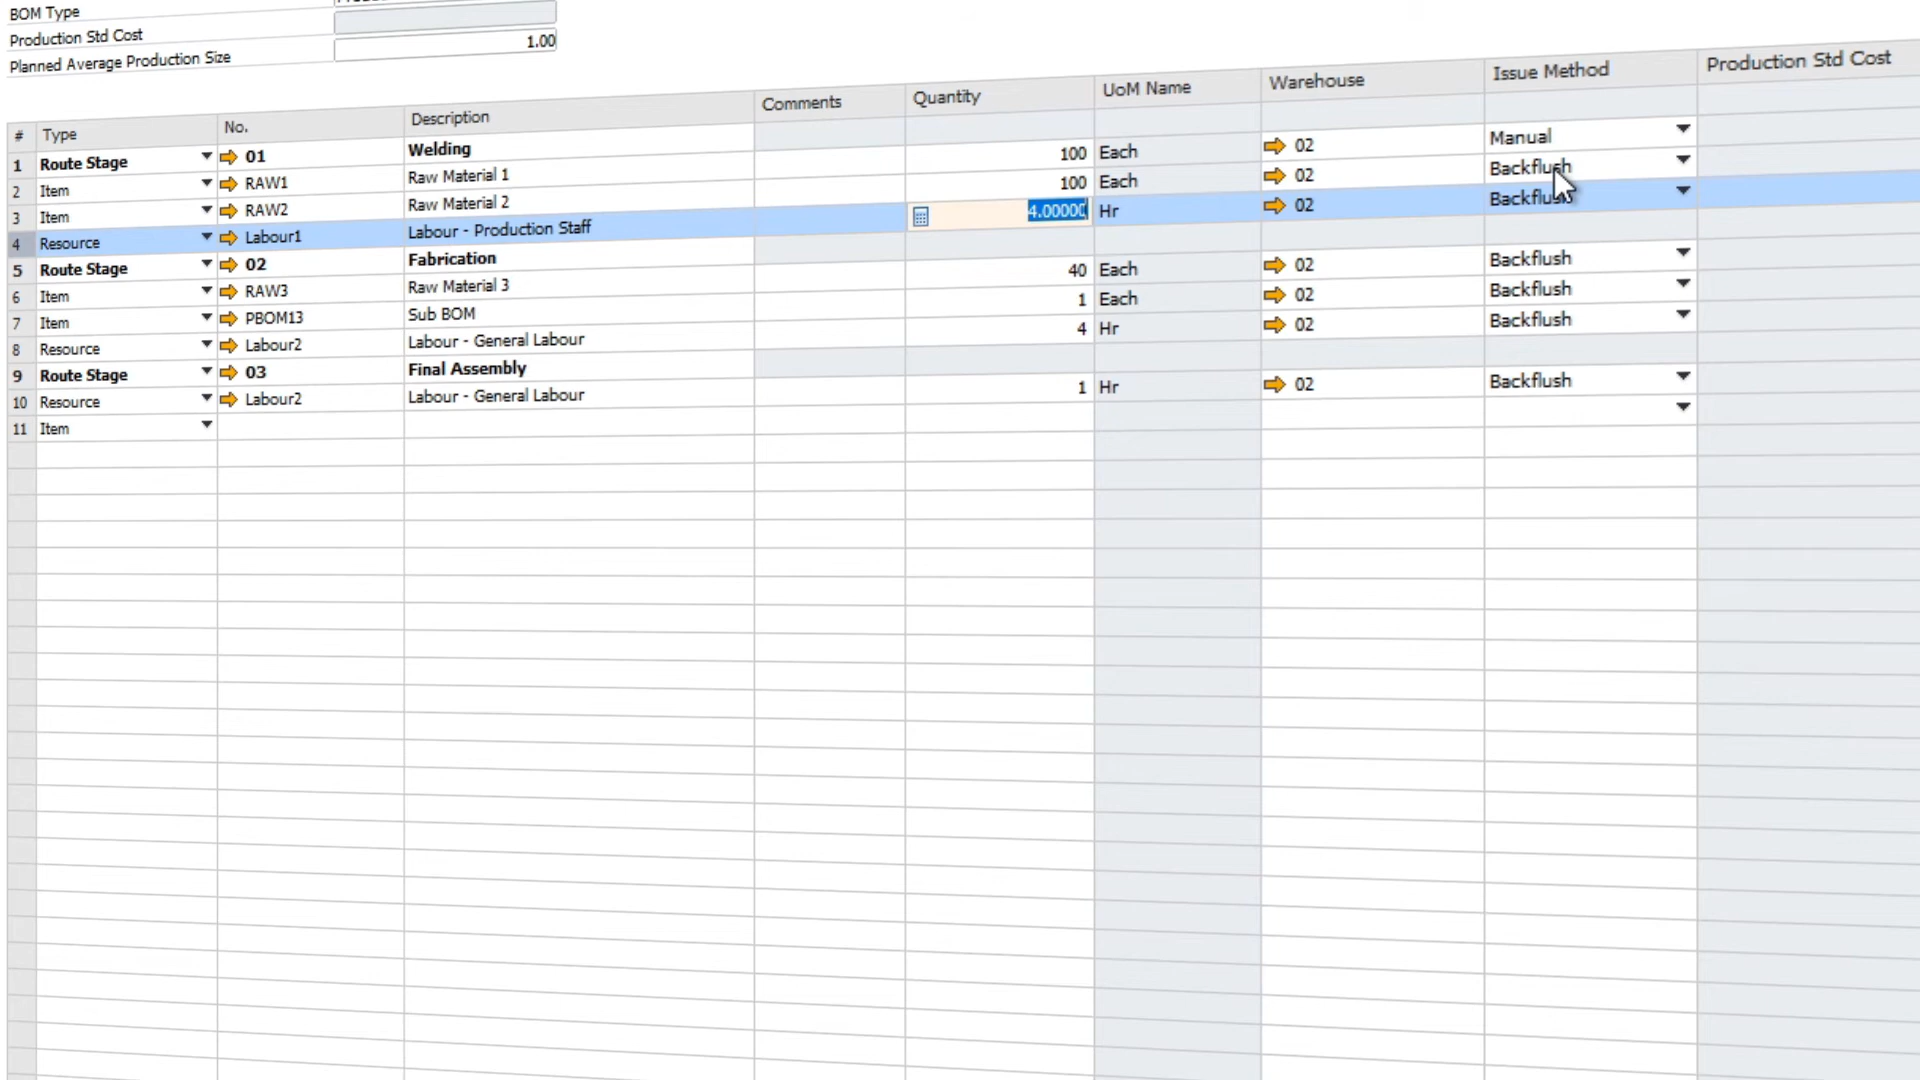 BOM Type
Production Std Cost
Planned Average Production Size 1.00
# Type No. Description Comments Quantity UoM Name Warehouse Issue Method Production Std Cost
1 Route Stage 01 Welding
2 Item RAW1 Raw Material 1 100 Each 02 Manual
3 Item RAW2 Raw Material 2 100 Each 02 Backflush
4 Resource Labour1 Labour - Production Staff 4.00000 Hr 02 Backflush
5 Route Stage 02 Fabrication
6 Item RAW3 Raw Material 3 40 Each 02 Backflush
7 Item PBOM13 Sub BOM 1 Each 02 Backflush
8 Resource Labour2 Labour - General Labour 4 Hr 02 Backflush
9 Route Stage 03 Final Assembly
10 Resource Labour2 Labour - General Labour 1 Hr 02 Backflush
11 Item